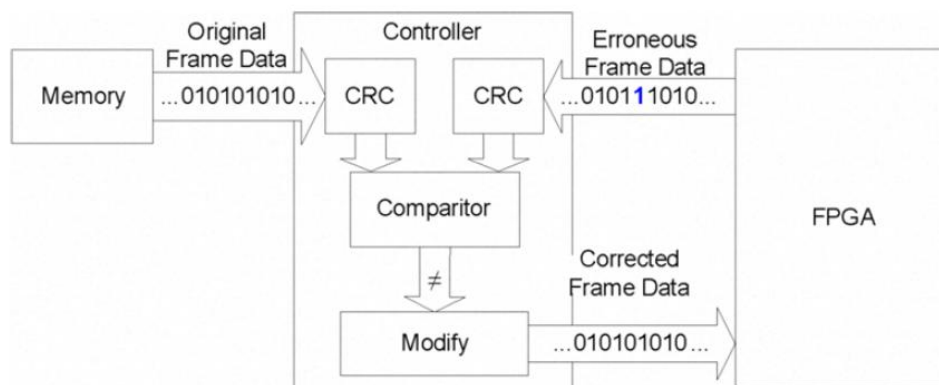 Original
Frame Data
Controller
Erroneous
Frame Data
Memory
...010101010...
CRC
CRC
...010111010...
Comparitor
FPGA
≠
Corrected
Frame Data
Modify
...010101010...